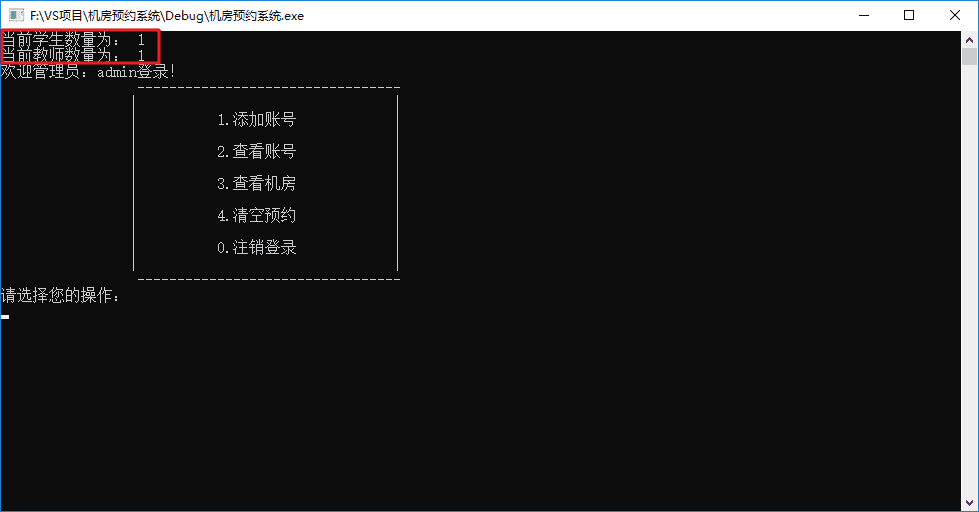 F:\VS项目\机房预约系统\Debug\机房预约系统.exe
当前学生数量为： 1
当前教师数量为： 1
欢迎管理员：admin登录！
---------------------------------
1.添加账号
2.查看账号
3.查看机房
4.清空预约
0.注销登录
---------------------------------
请选择您的操作：